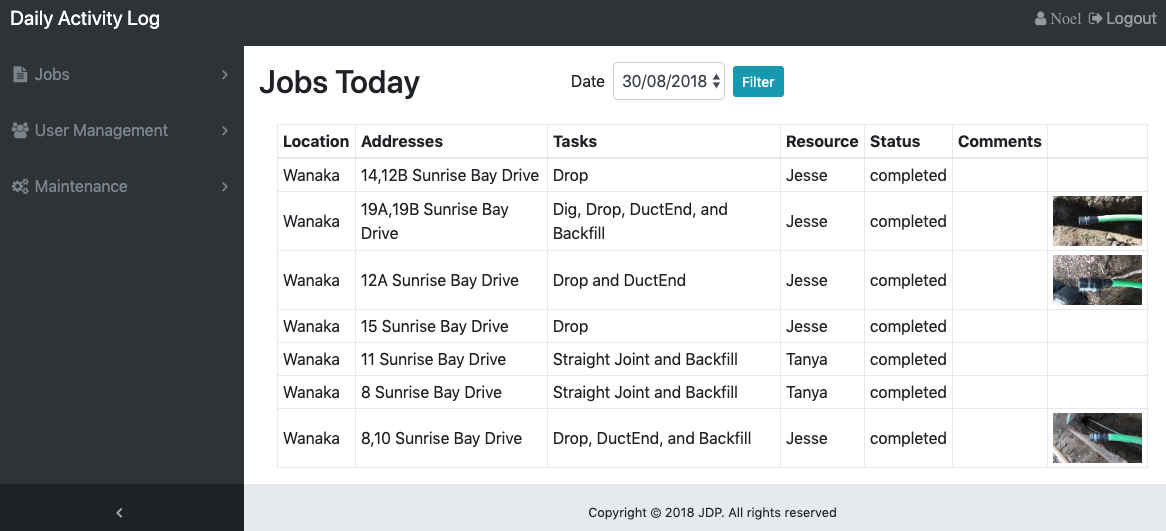 Daily Activity Log
Noel Logout
Jobs
User Management
Maintenance
Jobs Today
Date 30/08/2018 Filter
Location Addresses Tasks Resource Status Comments
Wanaka 14,12B Sunrise Bay Drive Drop Jesse completed
Wanaka 19A,19B Sunrise Bay Drive Dig, Drop, DuctEnd, and Backfill Jesse completed
Wanaka 12A Sunrise Bay Drive Drop and DuctEnd Jesse completed
Wanaka 15 Sunrise Bay Drive Drop Jesse completed
Wanaka 11 Sunrise Bay Drive Straight Joint and Backfill Tanya completed
Wanaka 8 Sunrise Bay Drive Straight Joint and Backfill Tanya completed
Wanaka 8,10 Sunrise Bay Drive Drop, DuctEnd, and Backfill Jesse completed
Copyright © 2018 JDP. All rights reserved